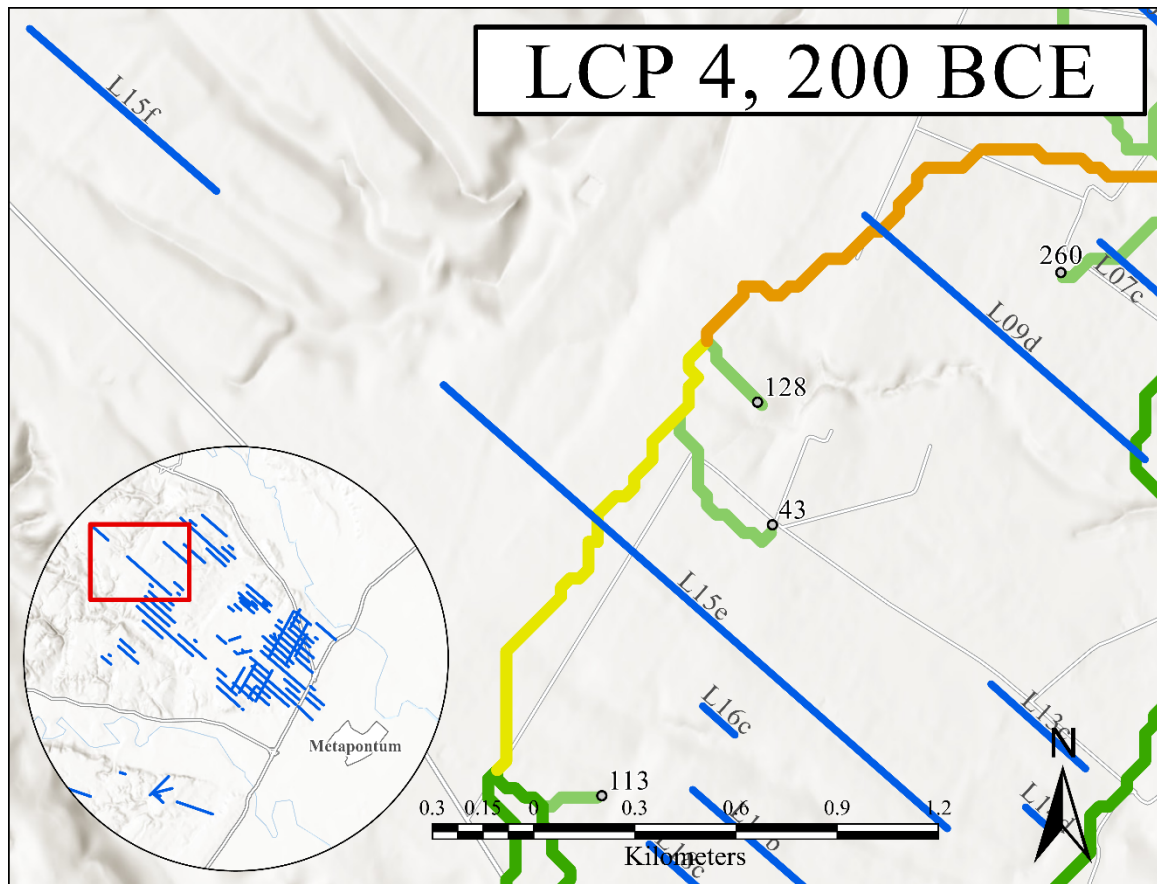 LCP 4, 200 BCE
L15f
260
L07c
L09d
128
43
L15e
L16c
L13c
N
Metapontum
113
0.3 0.15 0 0.3 0.6 0.9 1.2
Kilometers